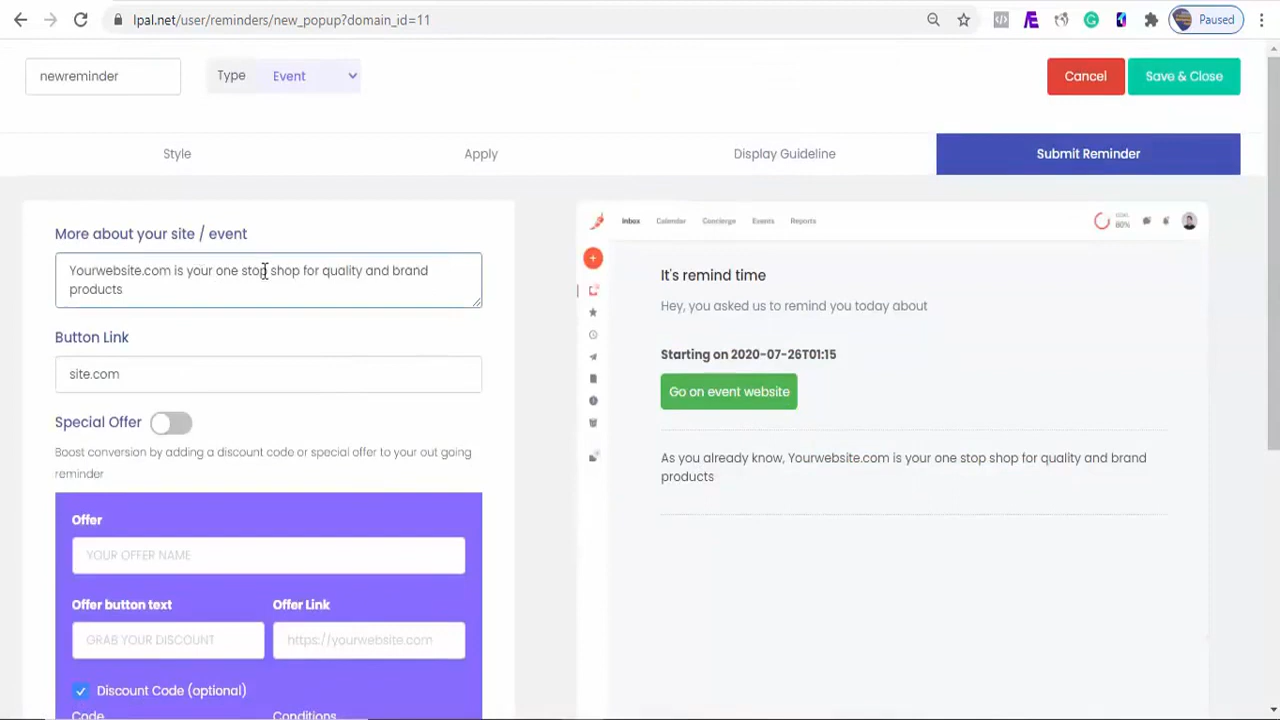 lpal.net/user/reminders/new_popup?domain_id=11
Paused
newreminder
Type
Event
Cancel
Save & Close
Style
Apply
Display Guideline
Submit Reminder
More about your site / event
Yourwebsite.com is your one stop shop for quality and brand
products
Button Link
site.com
Special Offer
Boost conversion by adding a discount code or special offer to your out going
reminder
Offer
YOUR OFFER NAME
Offer button text
Offer Link
GRAB YOUR DISCOUNT
https://yourwebsite.com
Discount Code (optional)
Code
Conditions
Inbox
Calendar
Concierge
Events
Reports
GOAL
80%
It's remind time
Hey, you asked us to remind you today about
Starting on 2020-07-26T01:15
Go on event website
As you already know, Yourwebsite.com is your one stop shop for quality and brand
products